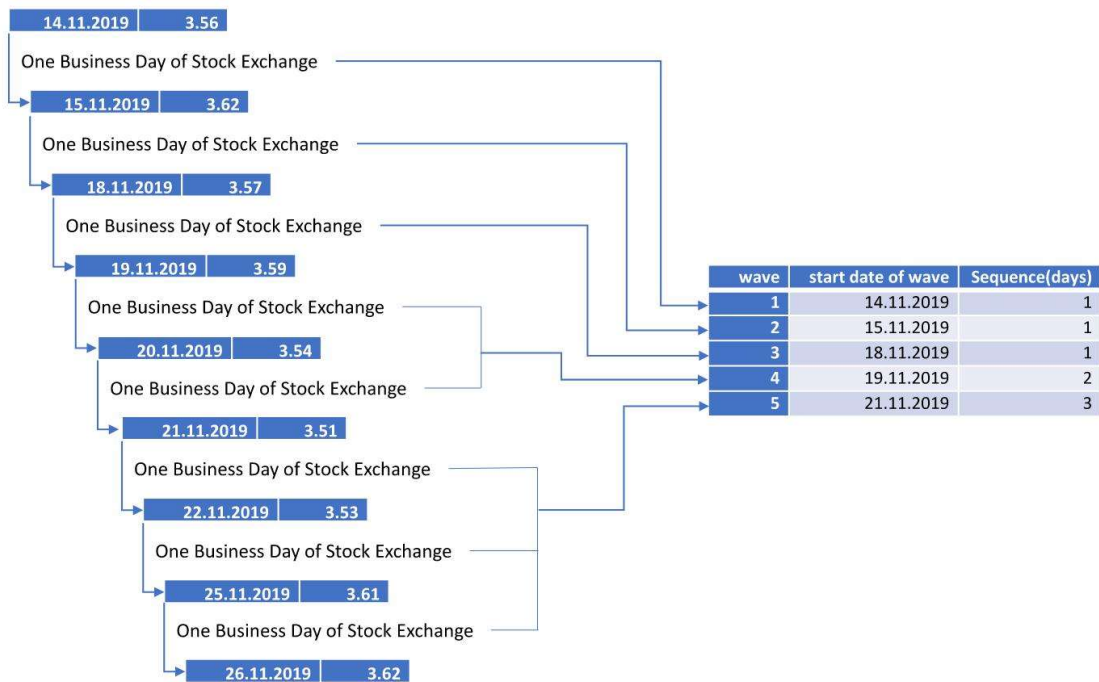 14.11.2019 3.56
One Business Day of Stock Exchange
15.11.2019 3.62
One Business Day of Stock Exchange
18.11.2019 3.57
One Business Day of Stock Exchange
19.11.2019 3.59
One Business Day of Stock Exchange
20.11.2019 3.54
One Business Day of Stock Exchange
21.11.2019 3.51
One Business Day of Stock Exchange
22.11.2019 3.53
One Business Day of Stock Exchange
25.11.2019 3.61
One Business Day of Stock Exchange
26.11.2019 3.62
wave start date of wave Sequence(days)
1 14.11.2019 1
2 15.11.2019 1
3 18.11.2019 1
4 19.11.2019 2
5 21.11.2019 3